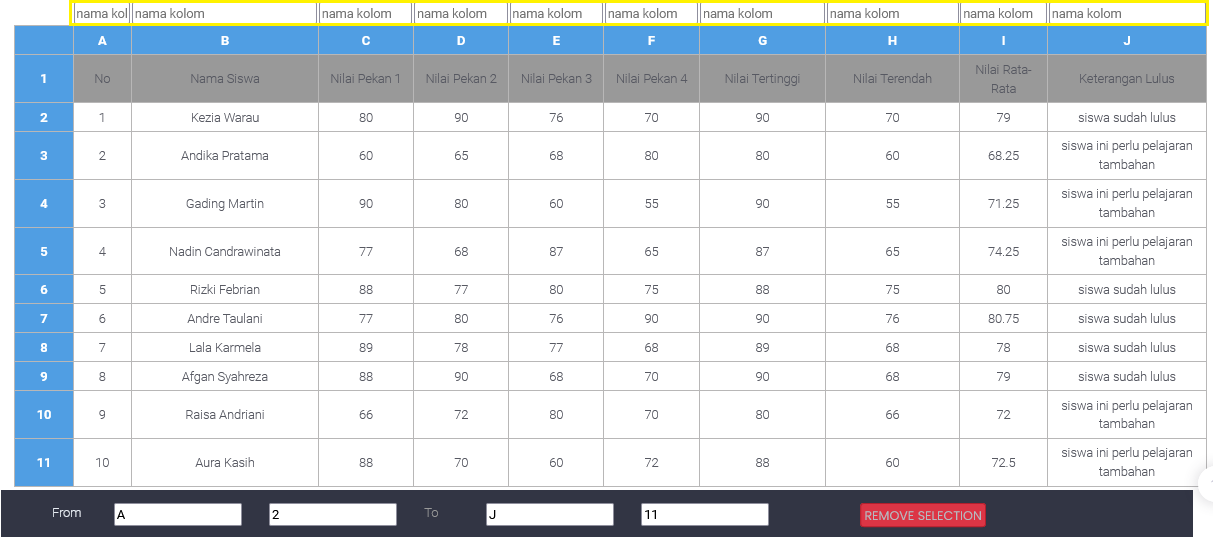 nama kol nama kolom nama kolom nama kolom nama kolom nama kolom nama kolom nama kolom nama kolom nama kolom
A B C D E F G H I J
1 No Nama Siswa Nilai Pekan 1 Nilai Pekan 2 Nilai Pekan 3 Nilai Pekan 4 Nilai Tertinggi Nilai Terendah Nilai Rata-
Rata Keterangan Lulus
2 1 Kezia Warau 80 90 76 70 90 70 79 siswa sudah lulus
3 2 Andika Pratama 60 65 68 80 80 60 68.25 siswa ini perlu pelajaran
tambahan
4 3 Gading Martin 90 80 60 55 90 55 71.25 siswa ini perlu pelajaran
tambahan
5 4 Nadin Candrawinata 77 68 87 65 87 65 74.25 siswa ini perlu pelajaran
tambahan
6 5 Rizki Febrian 88 77 80 75 88 75 80 siswa sudah lulus
7 6 Andre Taulani 77 80 76 90 90 76 80.75 siswa sudah lulus
8 7 Lala Karmela 89 78 77 68 89 68 78 siswa sudah lulus
9 8 Afgan Syahreza 88 90 68 70 90 68 79 siswa sudah lulus
10 9 Raisa Andriani 66 72 80 70 80 66 72 siswa ini perlu pelajaran
tambahan
11 10 Aura Kasih 88 70 60 72 88 60 72.5 siswa ini perlu pelajaran
tambahan
From A 2 To J 11 REMOVE SELECTION